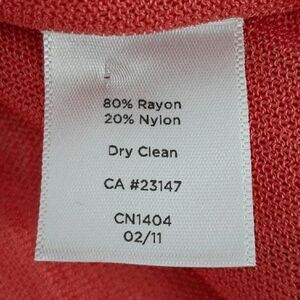 80% Rayon
20% Nylon
Dry Clean
CA #23147
CN1404
02/11